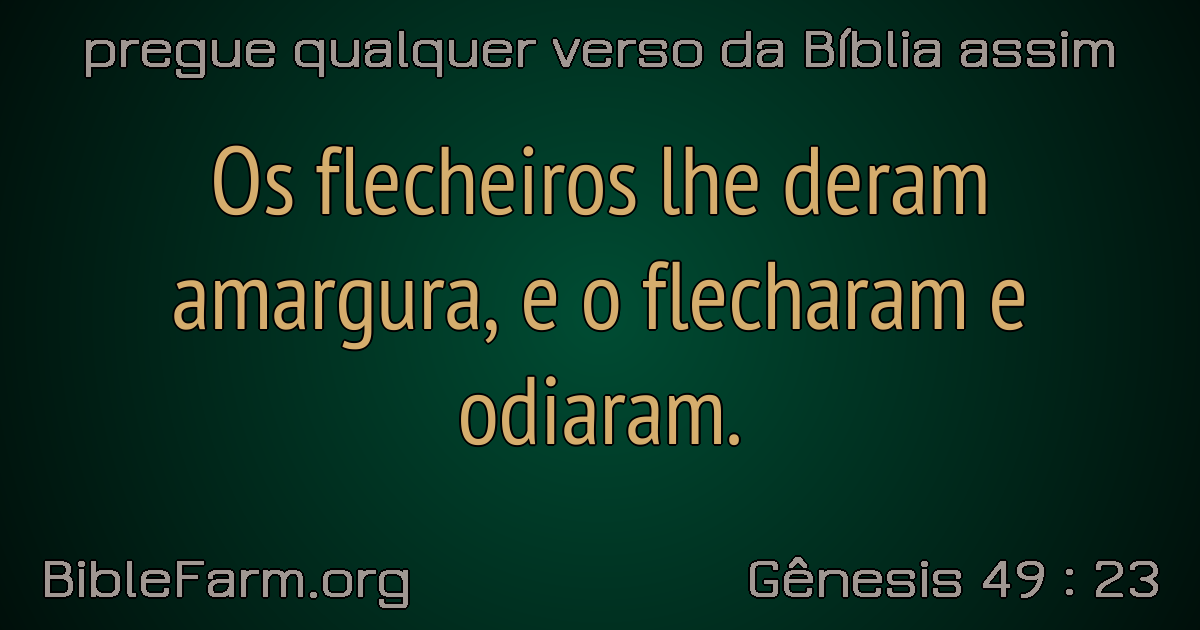 pregue qualquer verso da Bíblia assim
Os flecheiros lhe deram
amargura, e o flecharam e
odiaram.
BibleFarm.org
Gênesis 49 : 23